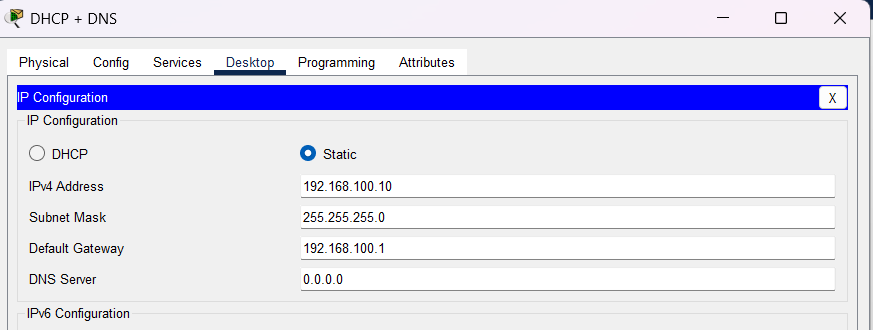 DHCP + DNS
Physical Config Services Desktop Programming Attributes
IP Configuration X
IP Configuration
DHCP Static
IPv4 Address 192.168.100.10
Subnet Mask 255.255.255.0
Default Gateway 192.168.100.1
DNS Server 0.0.0.0
IPv6 Configuration